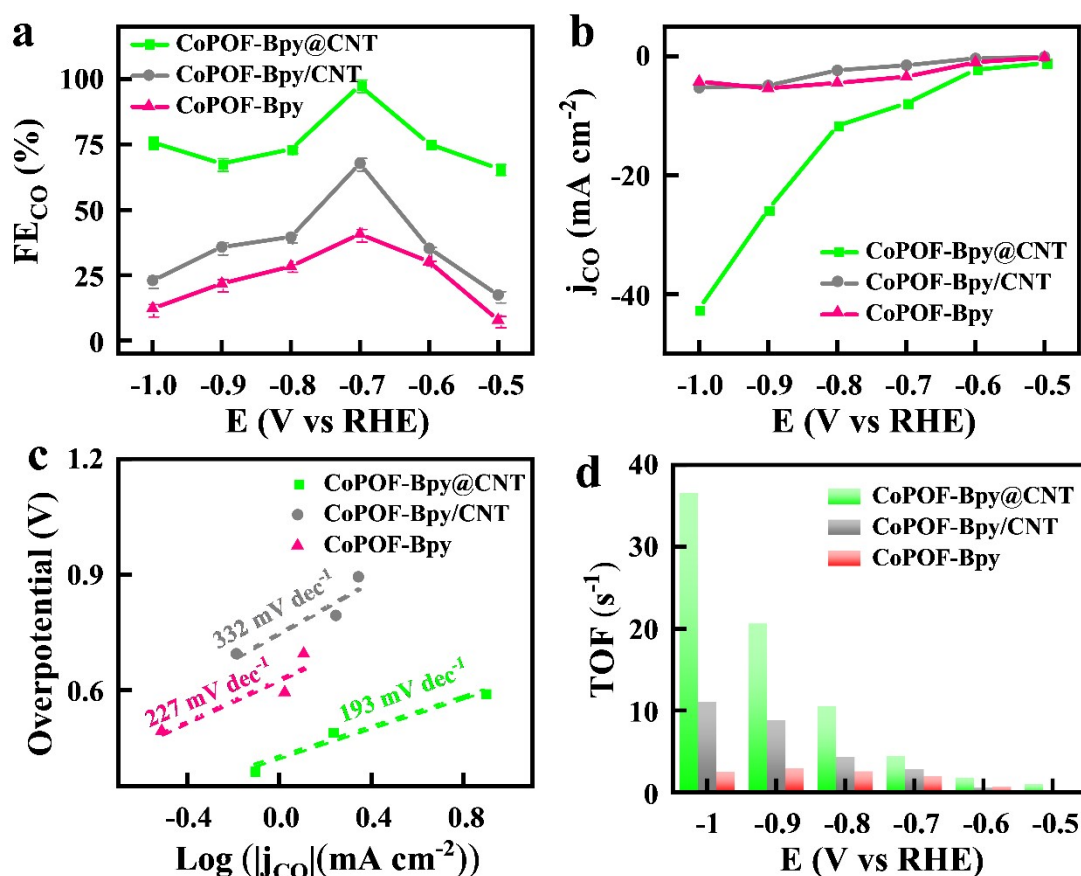 a
CoPOF-Bpy@CNT
CoPOF-Bpy/CNT
CoPOF-Bpy
100
75
50
25
0
FE_CO (%)
-1.0 -0.9 -0.8 -0.7 -0.6 -0.5
E (V vs RHE)
b
0
-20
-40
j_CO (mA cm⁻²)
CoPOF-Bpy@CNT
CoPOF-Bpy/CNT
CoPOF-Bpy
-1.0 -0.9 -0.8 -0.7 -0.6 -0.5
E (V vs RHE)
c
1.2
0.9
0.6
Overpotential (V)
CoPOF-Bpy@CNT
CoPOF-Bpy/CNT
CoPOF-Bpy
332 mV dec⁻¹
227 mV dec⁻¹
193 mV dec⁻¹
-0.4 0.0 0.4 0.8
Log (|j_CO|(mA cm⁻²))
d
40
30
20
10
0
TOF (s⁻¹)
CoPOF-Bpy@CNT
CoPOF-Bpy/CNT
CoPOF-Bpy
-1 -0.9 -0.8 -0.7 -0.6 -0.5
E (V vs RHE)